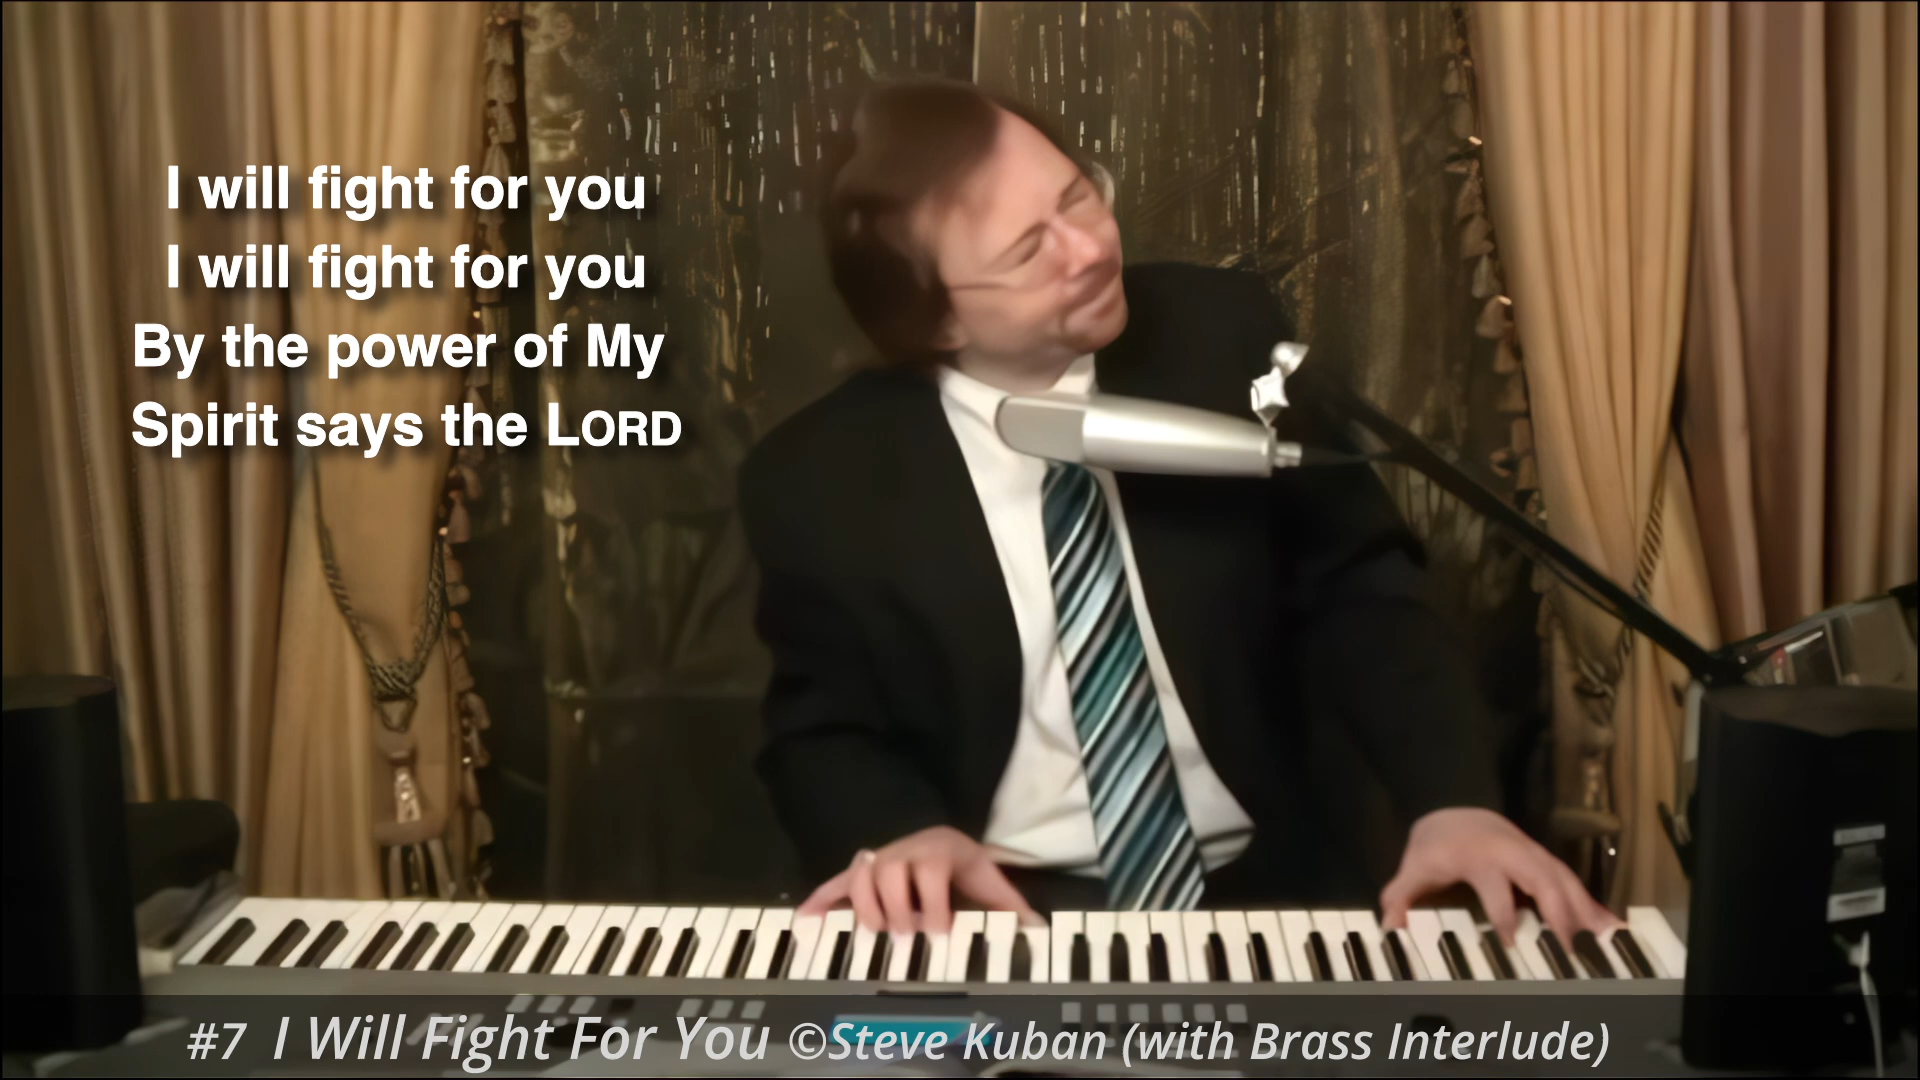 I will fight for you
I will fight for you
By the power of My
Spirit says the LORD
#7 I Will Fight For You ©Steve Kuban (with Brass Interlude)